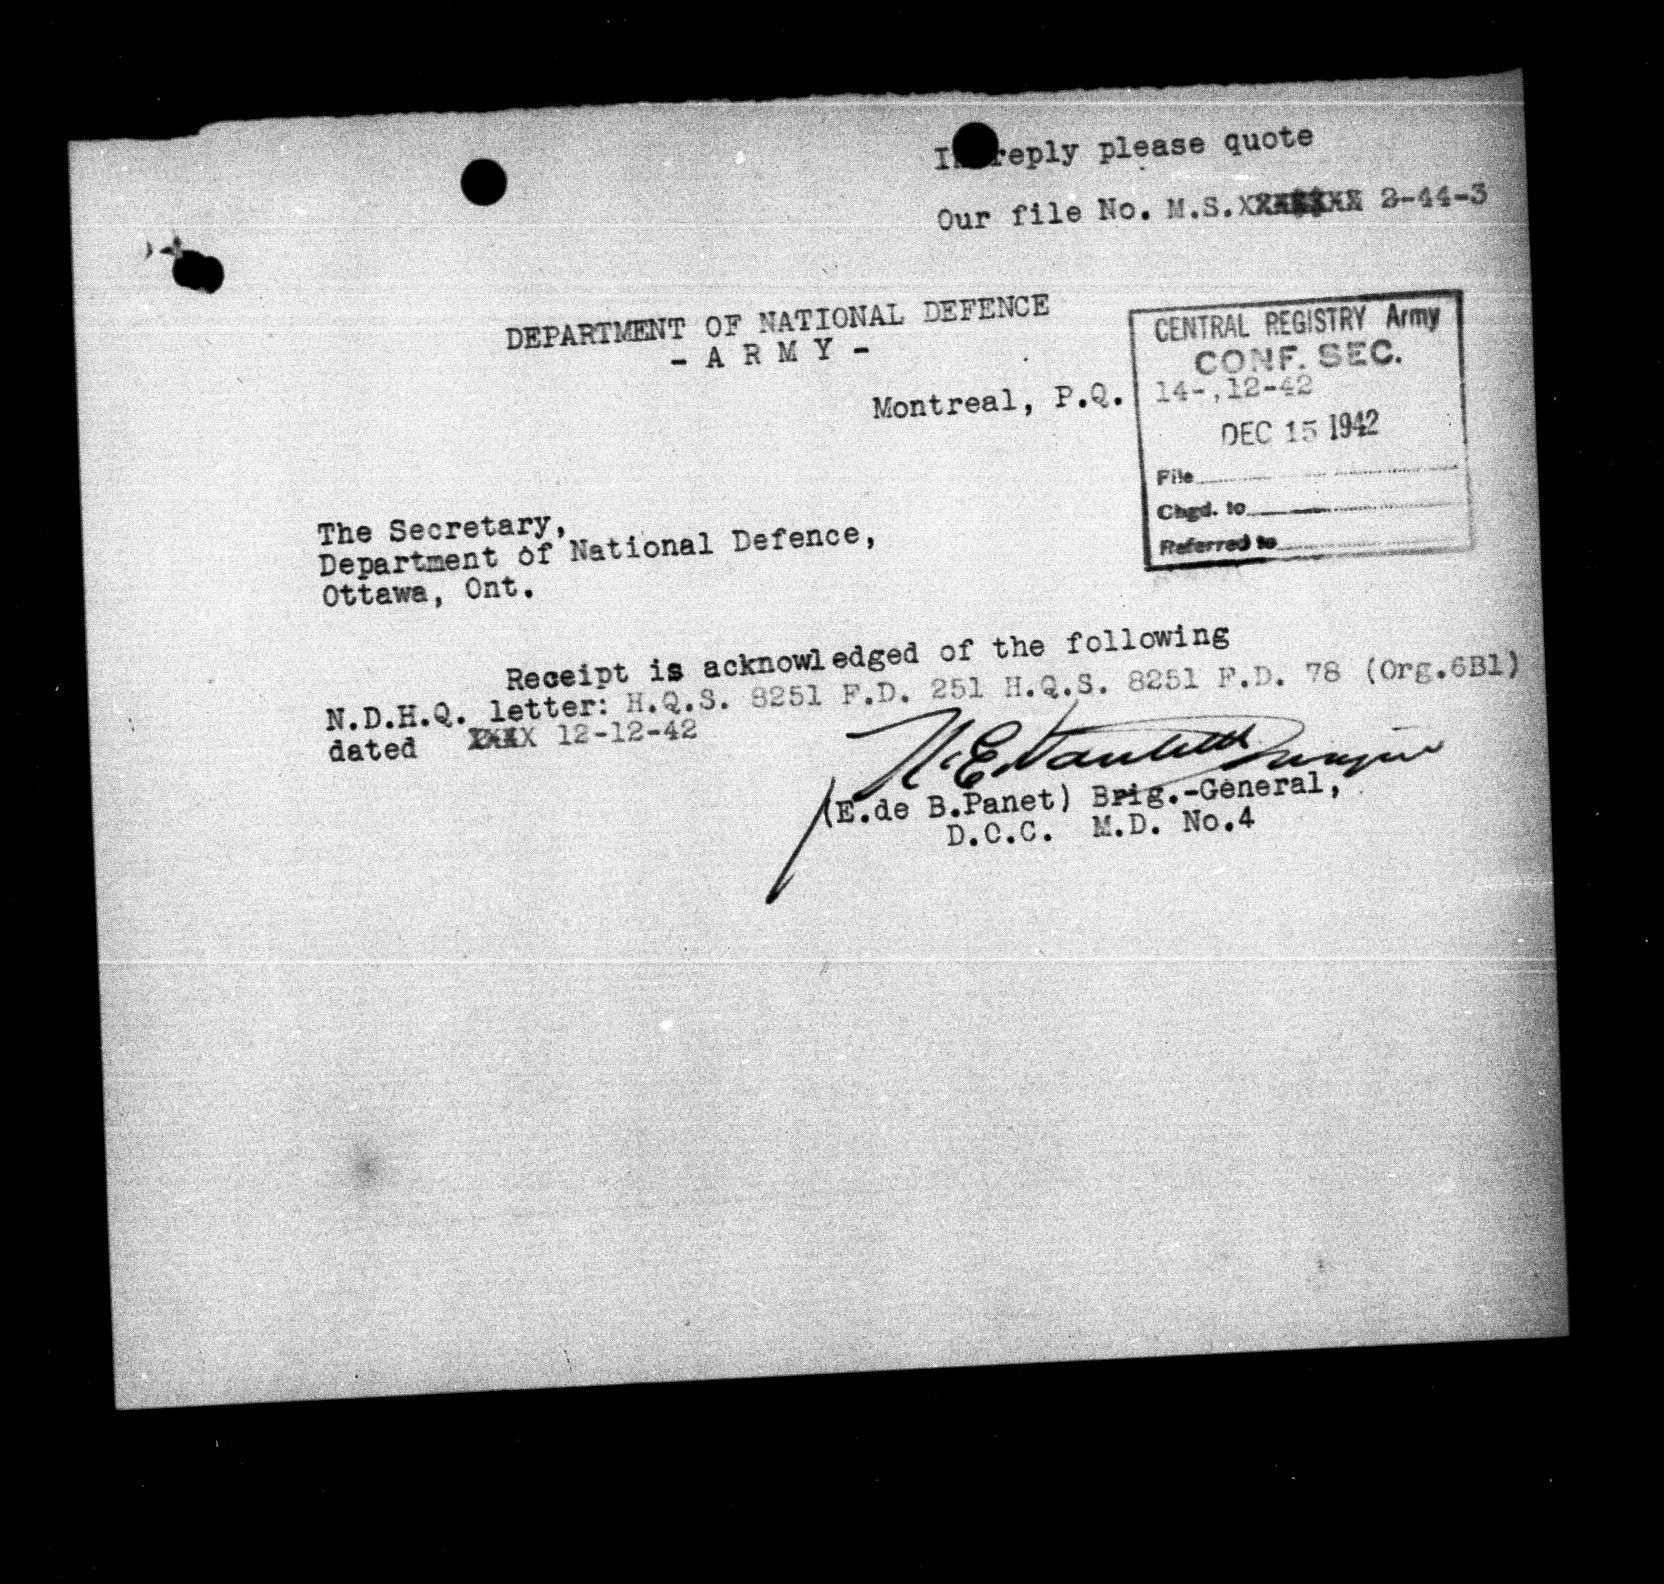 In reply please quote
Our file No. M.S. 2-44-3
DEPARTMENT OF NATIONAL DEFENCE
- A R M Y -
CENTRAL REGISTRY Army
CONF. SEC.
Montreal, P.Q. 14-,12-42
DEC 15 1942
File
Chgd. to
Referred to
The Secretary,
Department of National Defence,
Ottawa, Ont.
Receipt is acknowledged of the following
N.D.H.Q. letter: H.Q.S. 8251 F.D. 251 H.Q.S. 8251 F.D. 78 (Org.6B1)
dated XXXX 12-12-42
(E.de B.Panet) Brig.-General,
D.O.C. M.D. No.4